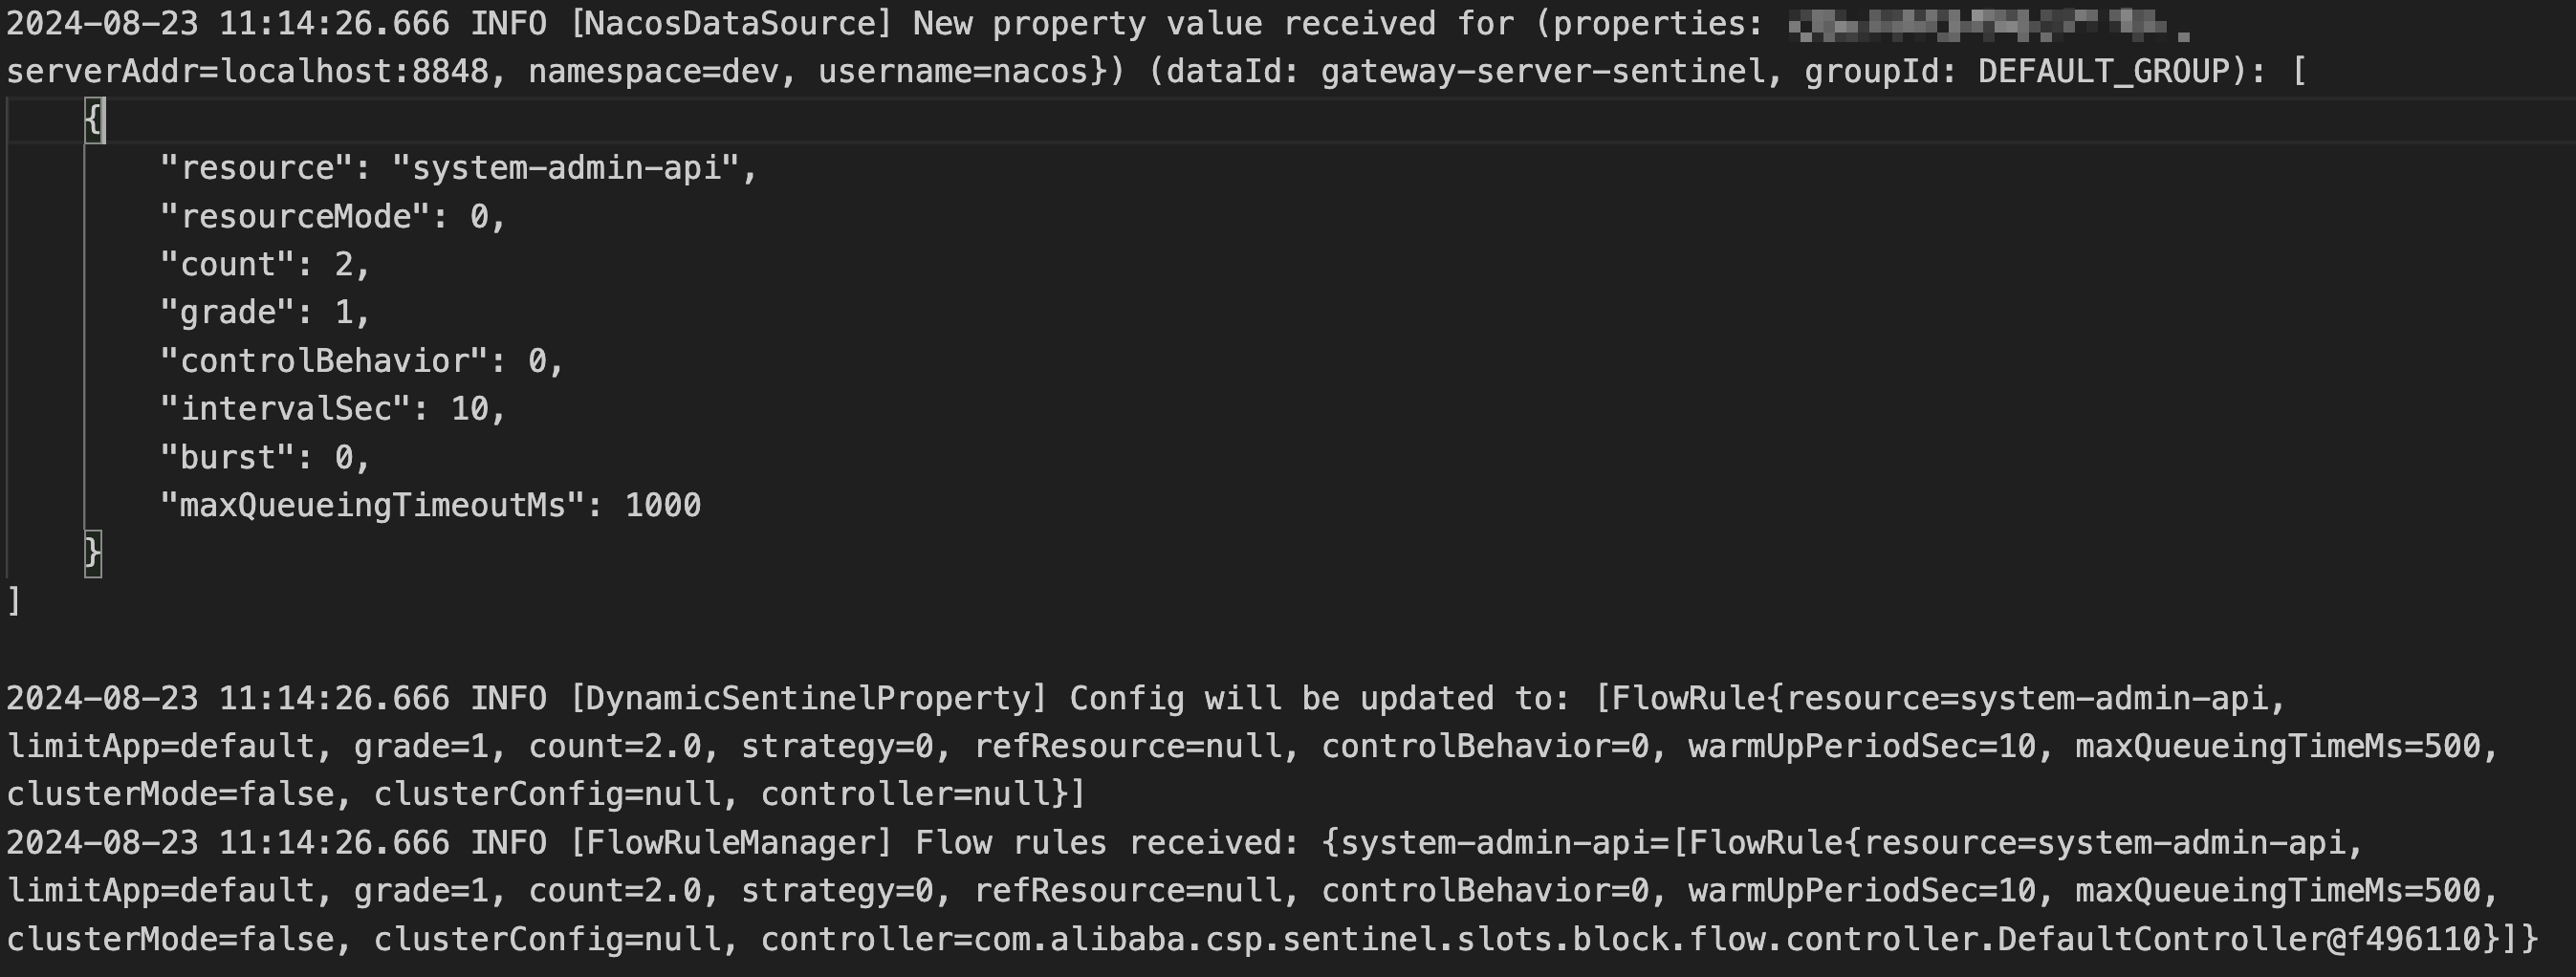 2024-08-23 11:14:26.666 INFO [NacosDataSource] New property value received for (properties:
serverAddr=localhost:8848, namespace=dev, username=nacos}) (dataId: gateway-server-sentinel, groupId: DEFAULT_GROUP): [
{
"resource": "system-admin-api",
"resourceMode": 0,
"count": 2,
"grade": 1,
"controlBehavior": 0,
"intervalSec": 10,
"burst": 0,
"maxQueueingTimeoutMs": 1000
}
]
2024-08-23 11:14:26.666 INFO [DynamicSentinelProperty] Config will be updated to: [FlowRule{resource=system-admin-api,
limitApp=default, grade=1, count=2.0, strategy=0, refResource=null, controlBehavior=0, warmUpPeriodSec=10, maxQueueingTimeMs=500,
clusterMode=false, clusterConfig=null, controller=null}]
2024-08-23 11:14:26.666 INFO [FlowRuleManager] Flow rules received: {system-admin-api=[FlowRule{resource=system-admin-api,
limitApp=default, grade=1, count=2.0, strategy=0, refResource=null, controlBehavior=0, warmUpPeriodSec=10, maxQueueingTimeMs=500,
clusterMode=false, clusterConfig=null, controller=com.alibaba.csp.sentinel.slots.block.flow.controller.DefaultController@f496110}]}